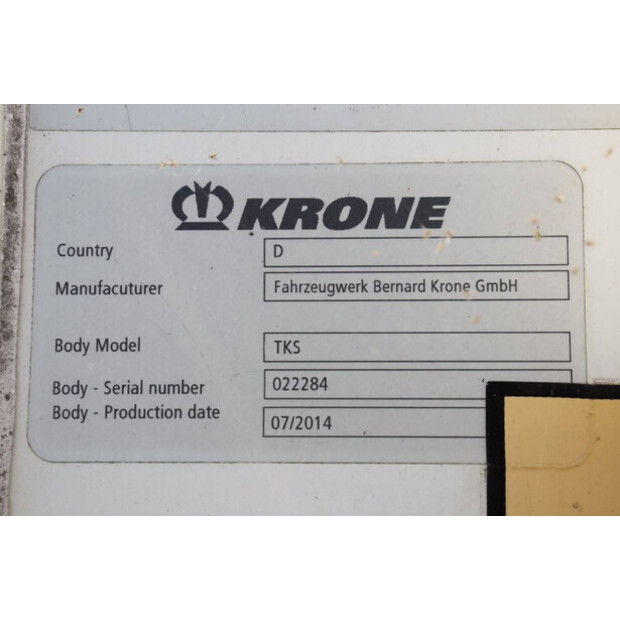 KRONE
Country D
Manufacuturer Fahrzeugwerk Bernard Krone GmbH
Body Model TKS
Body - Serial number 022284
Body - Production date 07/2014